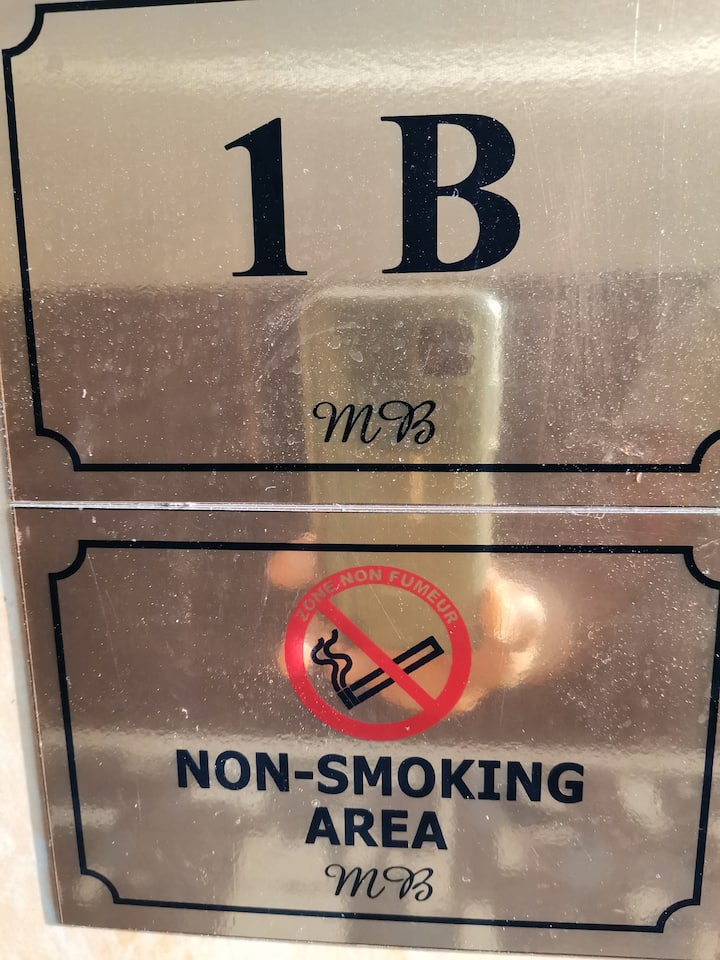 1 B
MB
ZONE NON FUMEUR
NON-SMOKING
AREA
MB